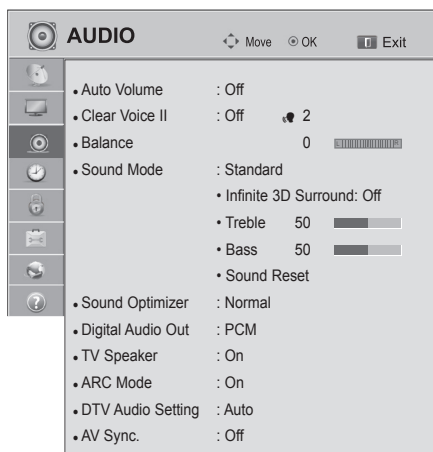 AUDIO Move OK Exit
• Auto Volume : Off
• Clear Voice II : Off 2
• Balance 0 L R
• Sound Mode : Standard
• Infinite 3D Surround: Off
• Treble 50
• Bass 50
• Sound Reset
• Sound Optimizer : Normal
• Digital Audio Out : PCM
• TV Speaker : On
• ARC Mode : On
• DTV Audio Setting : Auto
• AV Sync. : Off